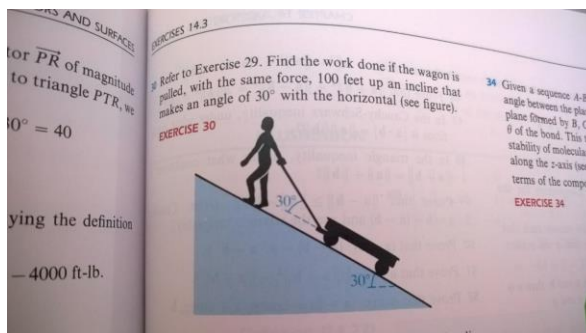 ORS AND SURFACES
tor PR of magnitude
to triangle PTR, we
0° = 40
ying the definition
– 4000 ft-lb.
EXERCISES 14.3
30 Refer to Exercise 29. Find the work done if the wagon is
pulled, with the same force, 100 feet up an incline that
makes an angle of 30° with the horizontal (see figure).
EXERCISE 30
30°
30°
34 Given a sequence A-B
angle between the pla
plane formed by B, C
θ of the bond. This
stability of molecula
along the z-axis (see
terms of the comp
EXERCISE 34